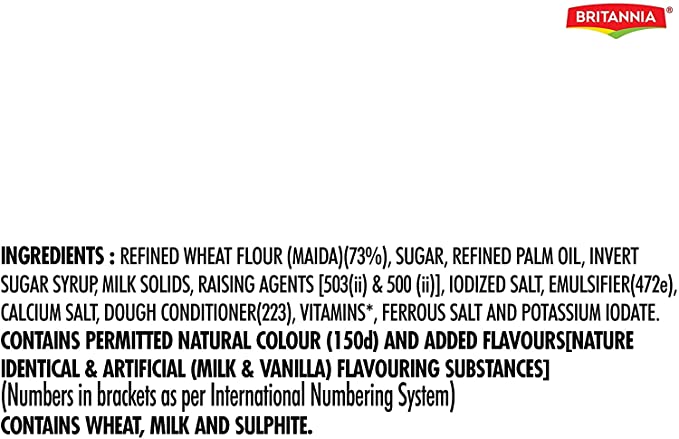 BRITANNIA®
INGREDIENTS : REFINED WHEAT FLOUR (MAIDA)(73%), SUGAR, REFINED PALM OIL, INVERT
SUGAR SYRUP, MILK SOLIDS, RAISING AGENTS [503(ii) & 500 (ii)], IODIZED SALT, EMULSIFIER(472e),
CALCIUM SALT, DOUGH CONDITIONER(223), VITAMINS*, FERROUS SALT AND POTASSIUM IODATE.
CONTAINS PERMITTED NATURAL COLOUR (150d) AND ADDED FLAVOURS[NATURE
IDENTICAL & ARTIFICIAL (MILK & VANILLA) FLAVOURING SUBSTANCES]
(Numbers in brackets as per International Numbering System)
CONTAINS WHEAT, MILK AND SULPHITE.